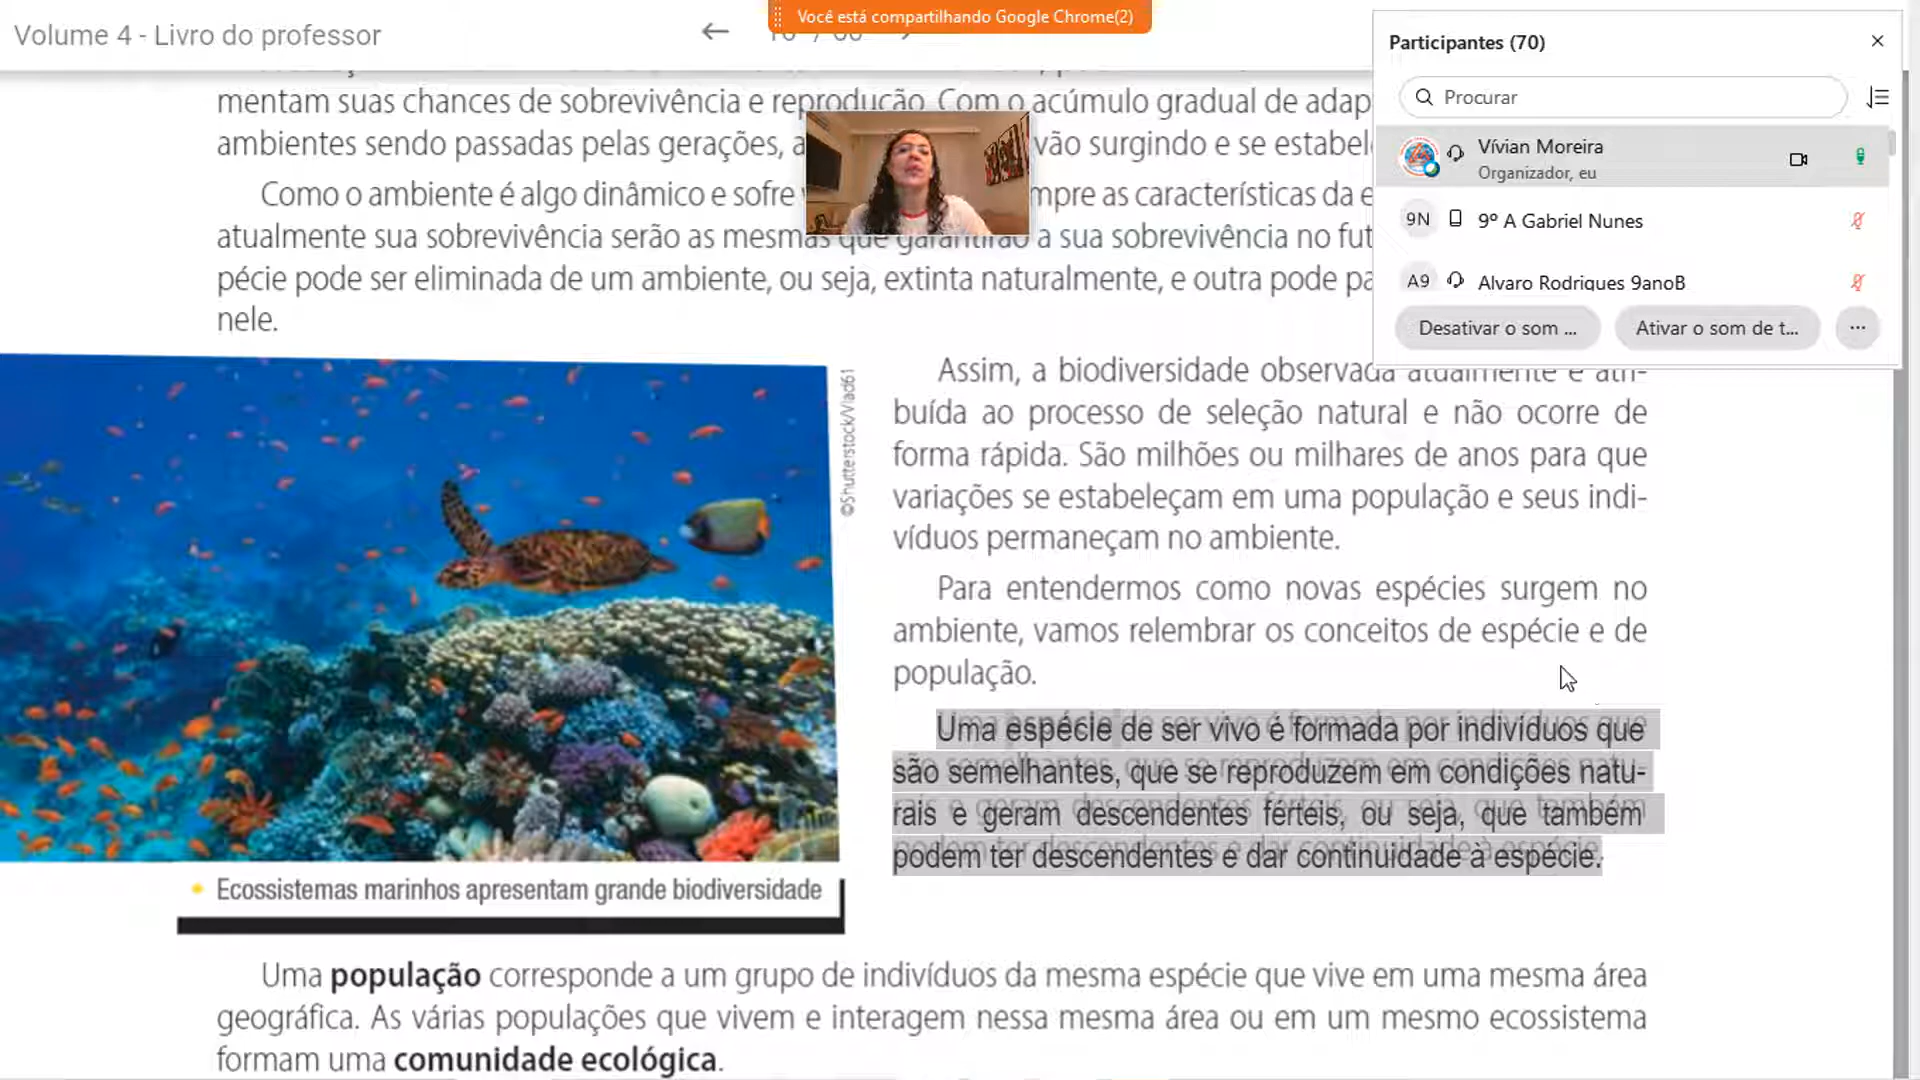 Você está compartilhando Google Chrome(2)
Volume 4 - Livro do professor
Participantes (70)
Procurar
Vívian Moreira
Organizador, eu
9N 9º A Gabriel Nunes
A9 Alvaro Rodrigues 9anoB
Desativar o som ...
Ativar o som de t...
mentam suas chances de sobrevivência e reprodução. Com o acúmulo gradual de adap
ambientes sendo passadas pelas gerações, vão surgindo e se estabel
Como o ambiente é algo dinâmico e sofre mpre as características da e
atualmente sua sobrevivência serão as mesmas que garantirão a sua sobrevivência no fut
pécie pode ser eliminada de um ambiente, ou seja, extinta naturalmente, e outra pode pa
nele.
©Shutterstock/Vlad61
Assim, a biodiversidade observada atualmente é atri-
buída ao processo de seleção natural e não ocorre de
forma rápida. São milhões ou milhares de anos para que
variações se estabeleçam em uma população e seus indi-
víduos permaneçam no ambiente.
Para entendermos como novas espécies surgem no
ambiente, vamos relembrar os conceitos de espécie e de
população.
Uma espécie de ser vivo é formada por indivíduos que
são semelhantes, que se reproduzem em condições natu-
rais e geram descendentes férteis, ou seja, que também
podem ter descendentes e dar continuidade à espécie.
Ecossistemas marinhos apresentam grande biodiversidade
Uma população corresponde a um grupo de indivíduos da mesma espécie que vive em uma mesma área
geográfica. As várias populações que vivem e interagem nessa mesma área ou em um mesmo ecossistema
formam uma comunidade ecológica.